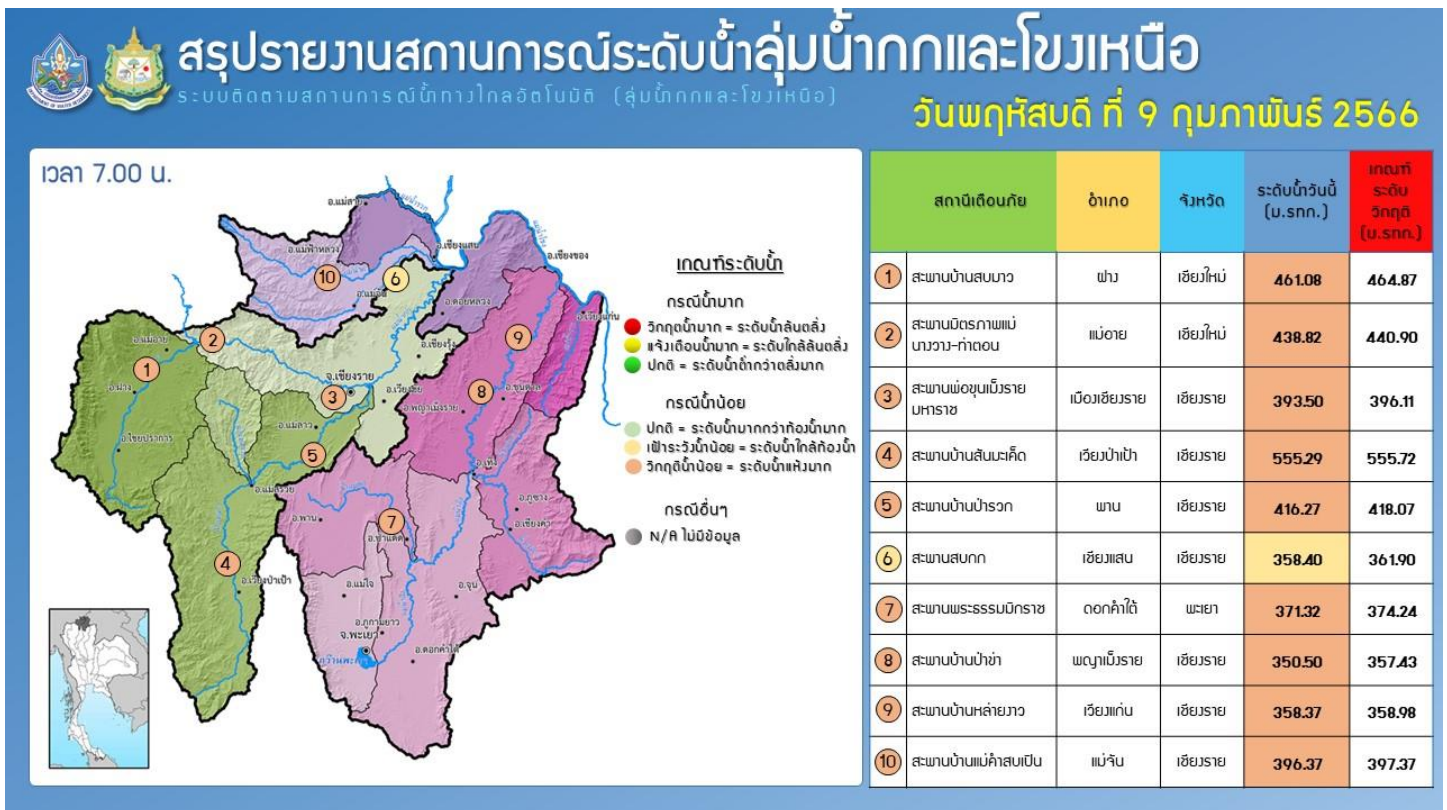 สรุปรายงานสถานการณ์ระดับน้ำลุ่มน้ำกกและโขงเหนือ
ระบบติดตามสถานการณ์น้ำทางไกลอัตโนมัติ (ลุ่มน้ำกกและโขงเหนือ)
วันพฤหัสบดี ที่ 9 กุมภาพันธ์ 2566
เวลา 7.00 น.
อ.แม่สาย
อ.แม่ฟ้าหลวง
อ.เชียงแสน
อ.เชียงของ
10
6
อ.แม่จัน
อ.ดอยหลวง
อ.เวียงแก่น
อ.แม่อาย
2
9
อ.เชียงรุ้ง
1
จ.เชียงราย
อ.ฝาง
3
อ.เวียงชัย
8
อ.ขุนตาล
อ.พญาเม็งราย
อ.แม่ลาว
อ.ไชยปราการ
5
อ.เทิง
อ.แม่สรวย
อ.ภูซาง
อ.พาน
7
อ.เชียงคำ
อ.ป่าแดด
4
อ.เวียงป่าเป้า
อ.แม่ใจ
อ.จุน
อ.ภูกามยาว
จ.พะเยา
กว๊านพะเยา
อ.ดอกคำใต้
เกณฑ์ระดับน้ำ
กรณีน้ำมาก
วิกฤตน้ำมาก = ระดับน้ำล้นตลิ่ง
แจ้งเตือนน้ำมาก = ระดับใกล้ล้นตลิ่ง
ปกติ = ระดับน้ำต่ำกว่าตลิ่งมาก
กรณีน้ำน้อย
ปกติ = ระดับน้ำมากกว่าท้องน้ำมาก
เฝ้าระวังน้ำน้อย = ระดับน้ำใกล้ท้องน้ำ
วิกฤติน้ำน้อย = ระดับน้ำแห้งมาก
กรณีอื่นๆ
N/A ไม่มีข้อมูล
สถานีเตือนภัย อำเภอ จังหวัด ระดับน้ำวันนี้ (ม.รทก.) เกณฑ์ระดับวิกฤติ (ม.รทก.)
1 สะพานบ้านสบมาว ฝาง เชียงใหม่ 461.08 464.87
2 สะพานมิตรภาพแม่นางวาง-ท่าตอน แม่อาย เชียงใหม่ 438.82 440.90
3 สะพานพ่อขุนเม็งรายมหาราช เมืองเชียงราย เชียงราย 393.50 396.11
4 สะพานบ้านสันมะเค็ด เวียงป่าเป้า เชียงราย 555.29 555.72
5 สะพานบ้านป่ารวก พาน เชียงราย 416.27 418.07
6 สะพานสบกก เชียงแสน เชียงราย 358.40 361.90
7 สะพานพระธรรมมิกราช ดอกคำใต้ พะเยา 371.32 374.24
8 สะพานบ้านป่าข่า พญาเม็งราย เชียงราย 350.50 357.43
9 สะพานบ้านหล่ายงาว เวียงแก่น เชียงราย 358.37 358.98
10 สะพานบ้านแม่คำสบเปิน แม่จัน เชียงราย 396.37 397.37